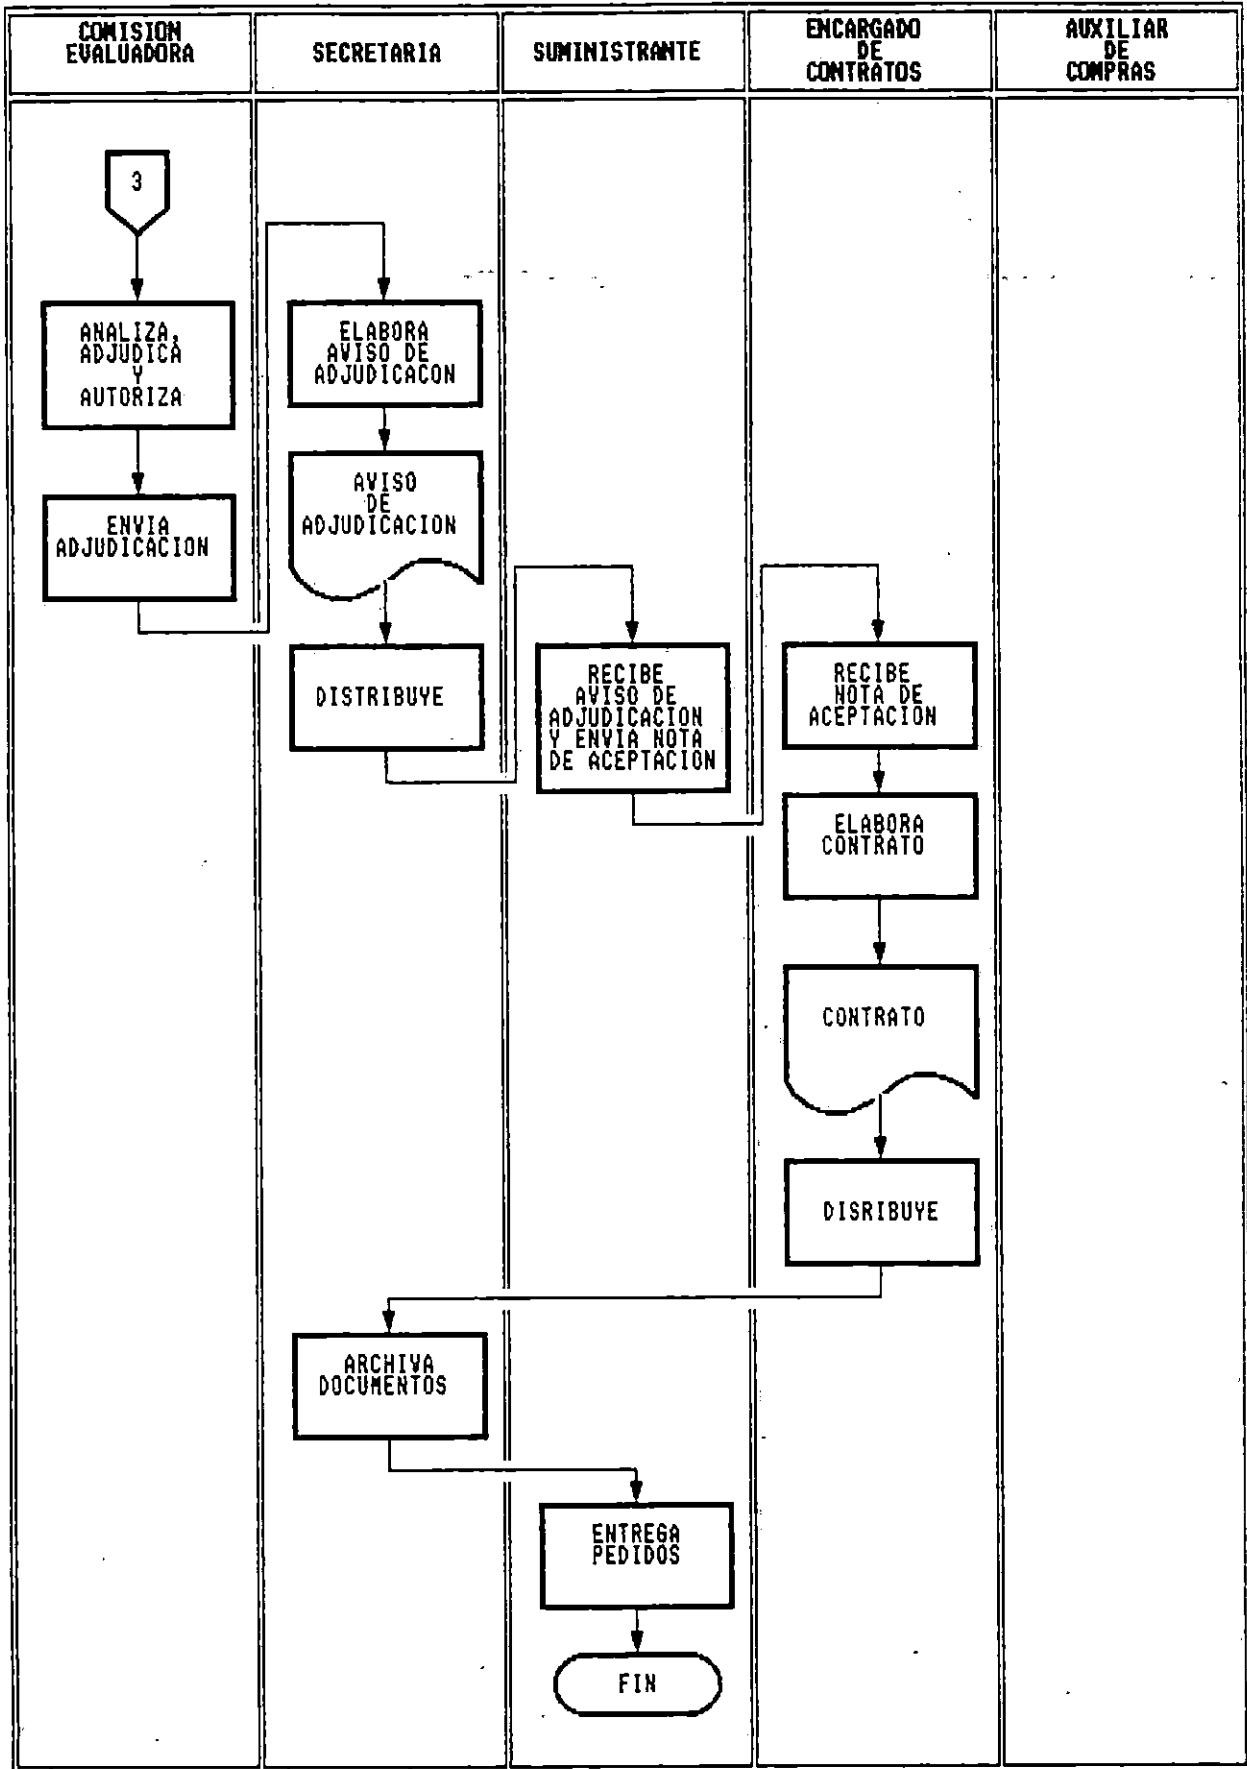 COMISION
EVALUADORA
SECRETARIA
SUMINISTRANTE
ENCARGADO
DE
CONTRATOS
AUXILIAR
DE
COMPRAS
3
ANALIZA,
ADJUDICA
Y
AUTORIZA
ENVIA
ADJUDICACION
ELABORA
AVISO DE
ADJUDICACON
AVISO
DE
ADJUDICACION
DISTRIBUYE
RECIBE
AVISO DE
ADJUDICACION
Y ENVIA NOTA
DE ACEPTACION
RECIBE
NOTA DE
ACEPTACION
ELABORA
CONTRATO
CONTRATO
DISRIBUYE
ARCHIVA
DOCUMENTOS
ENTREGA
PEDIDOS
FIN